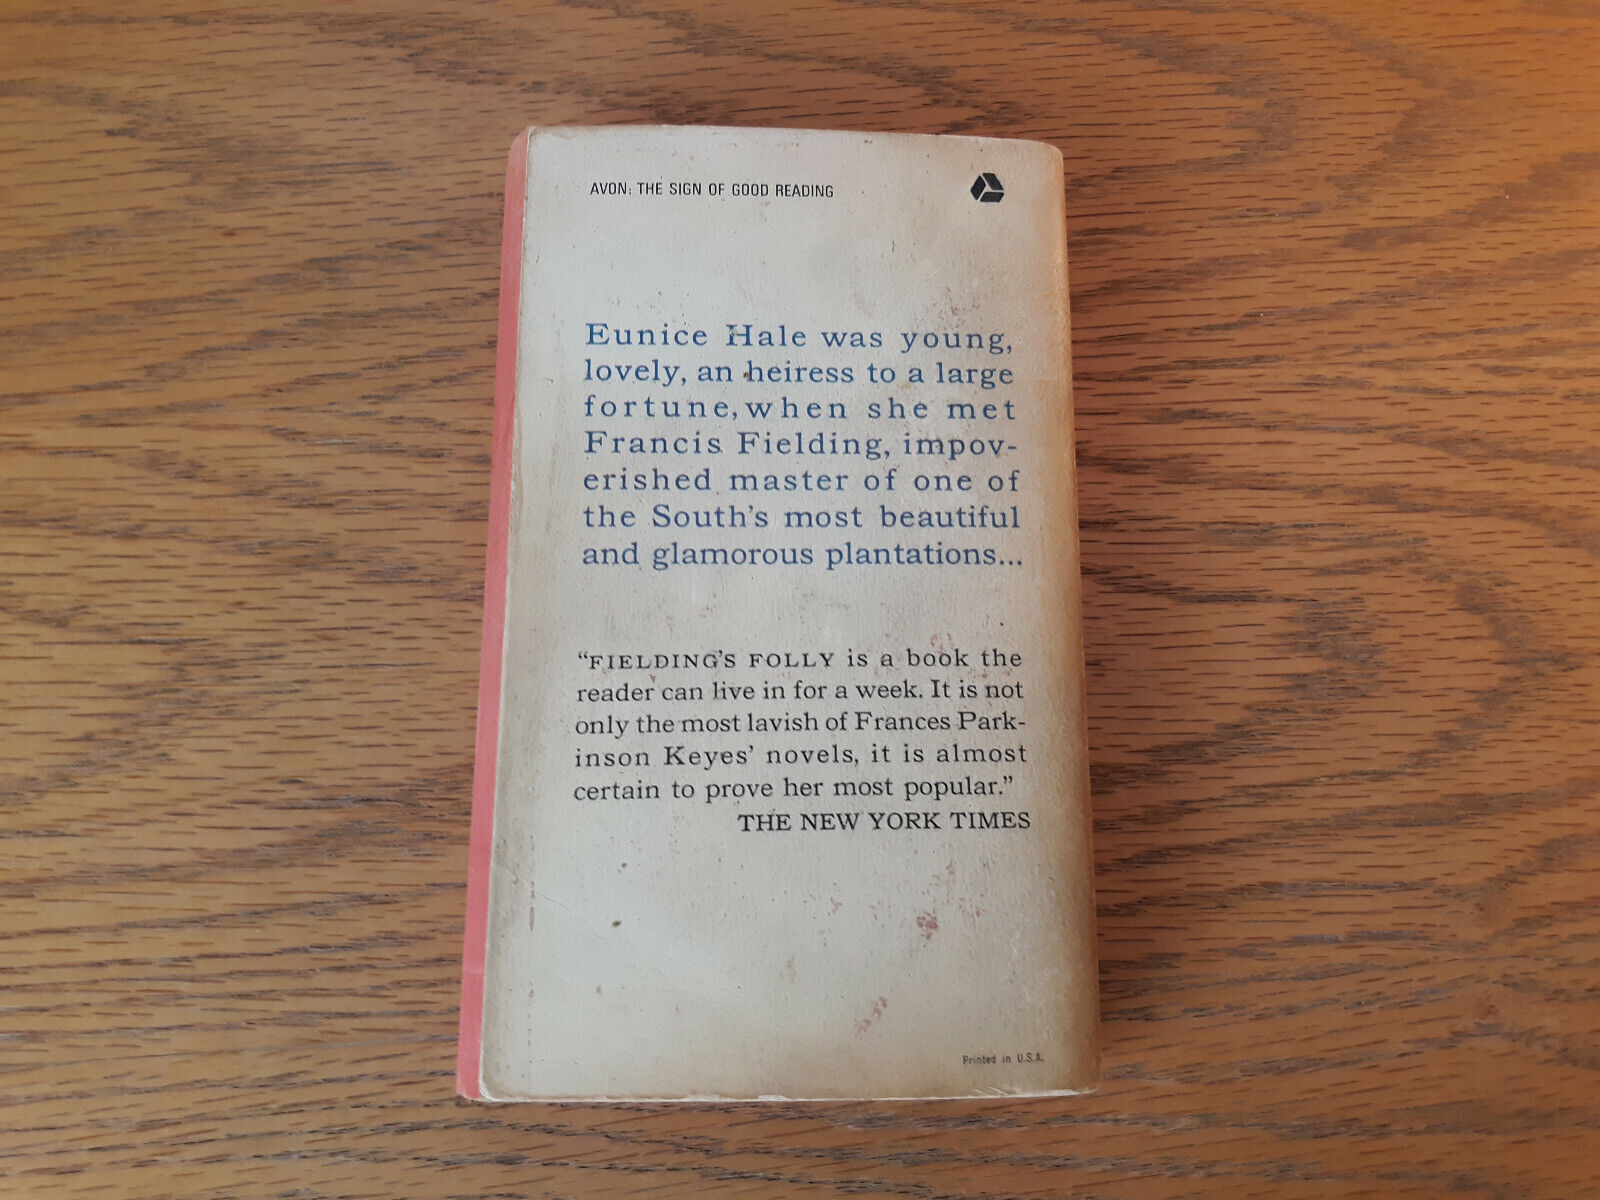 AVON: THE SIGN OF GOOD READING
Eunice Hale was young,
lovely, an heiress to a large
fortune, when she met
Francis Fielding, impov-
erished master of one of
the South's most beautiful
and glamorous plantations...
“FIELDING'S FOLLY is a book the
reader can live in for a week. It is not
only the most lavish of Frances Park-
inson Keyes’ novels, it is almost
certain to prove her most popular.”
THE NEW YORK TIMES
Printed in U.S.A.